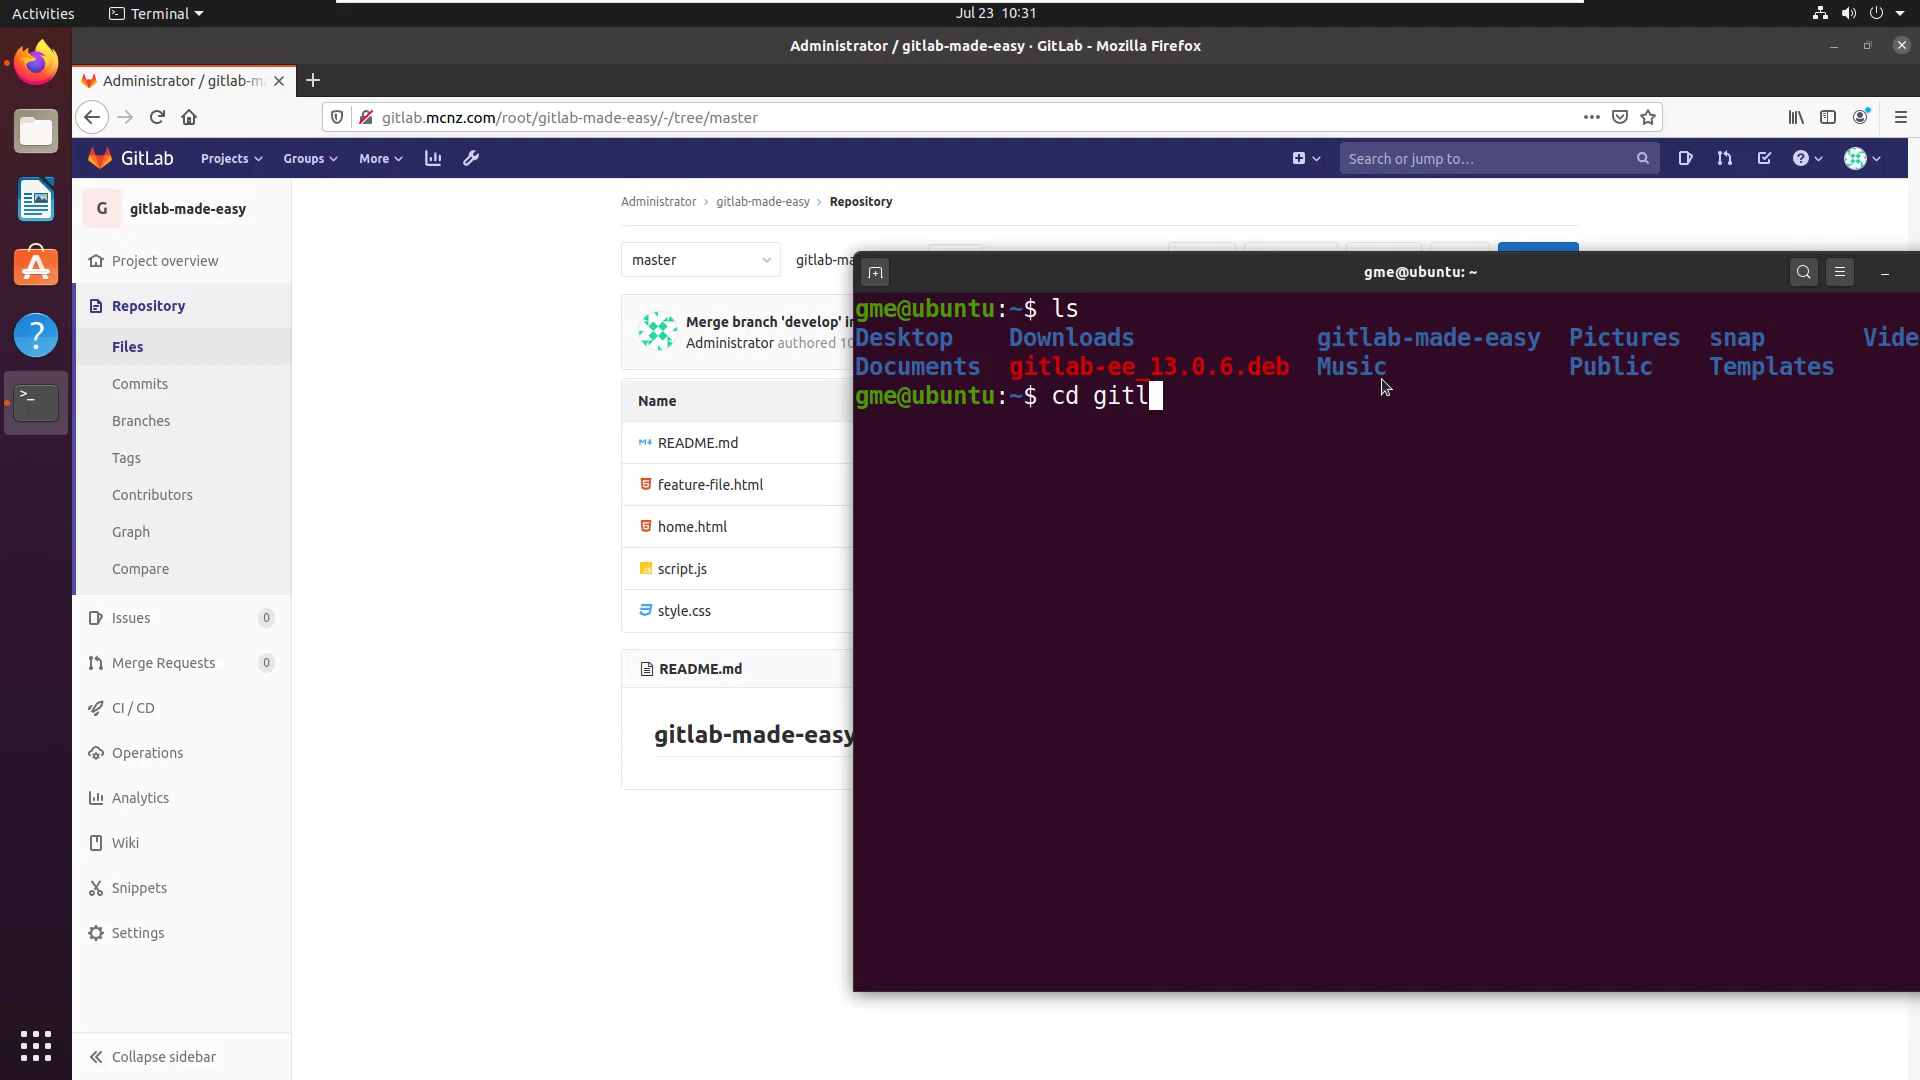 Activities Terminal Jul 23 10:31
Administrator / gitlab-made-easy · GitLab - Mozilla Firefox
Administrator / gitlab-m
gitlab.mcnz.com/root/gitlab-made-easy/-/tree/master
GitLab Projects Groups More Search or jump to…
G gitlab-made-easy
Project overview
Repository
Files
Commits
Branches
Tags
Contributors
Graph
Compare
Issues 0
Merge Requests 0
CI / CD
Operations
Analytics
Wiki
Snippets
Settings
Collapse sidebar
Administrator › gitlab-made-easy › Repository
master gitlab-ma
Merge branch 'develop' i
Administrator authored 10
Name
README.md
feature-file.html
home.html
script.js
style.css
README.md
gitlab-made-easy
gme@ubuntu: ~
gme@ubuntu:~$ ls
Desktop Downloads gitlab-made-easy Pictures snap Vide
Documents gitlab-ee_13.0.6.deb Music Public Templates
gme@ubuntu:~$ cd gitl